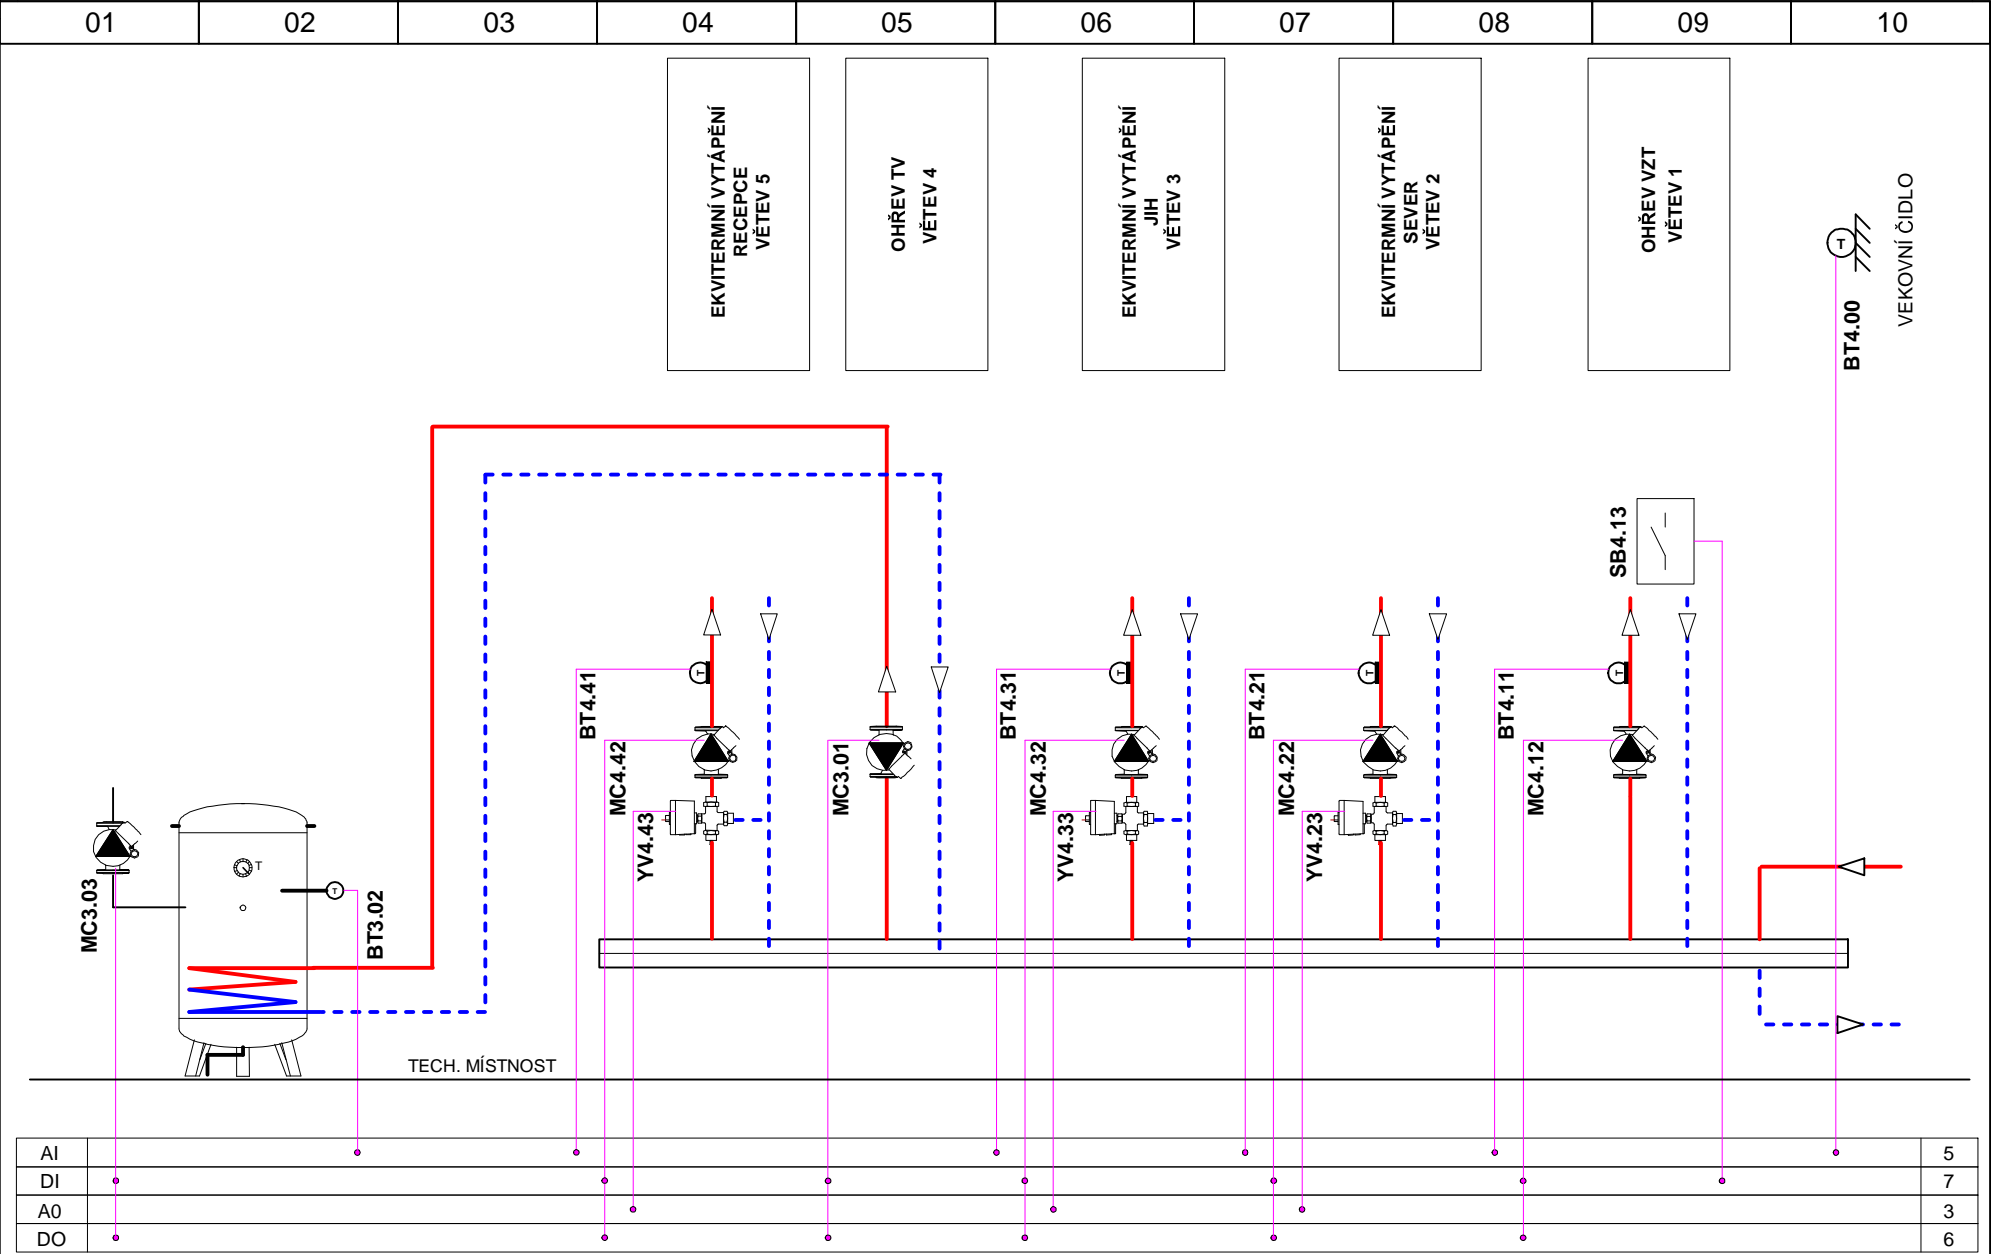 01 02 03 04 05 06 07 08 09 10
EKVITERMNÍ VYTÁPĚNÍ
RECEPCE
VĚTEV 5
OHŘEV TV
VĚTEV 4
EKVITERMNÍ VYTÁPĚNÍ
JIH
VĚTEV 3
EKVITERMNÍ VYTÁPĚNÍ
SEVER
VĚTEV 2
OHŘEV VZT
VĚTEV 1
T
BT4.00
VEKOVNÍ ČIDLO
SB4.13
T
BT4.41
MC4.42
YV4.43
MC3.01
T
BT4.31
MC4.32
YV4.33
T
BT4.21
MC4.22
YV4.23
T
BT4.11
MC4.12
MC3.03
T
T
BT3.02
TECH. MÍSTNOST
AI 5
DI 7
A0 3
DO 6